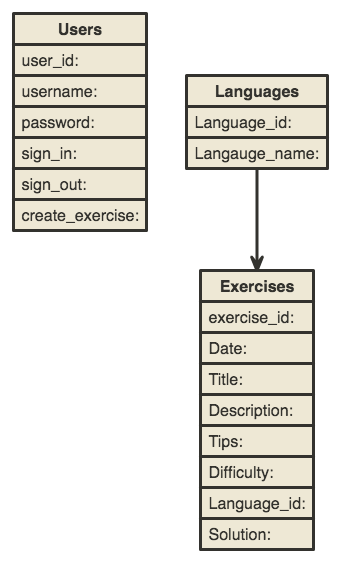 Users
user_id:
username:
password:
sign_in:
sign_out:
create_exercise:
Languages
Language_id:
Langauge_name:
Exercises
exercise_id:
Date:
Title:
Description:
Tips:
Difficulty:
Language_id:
Solution: